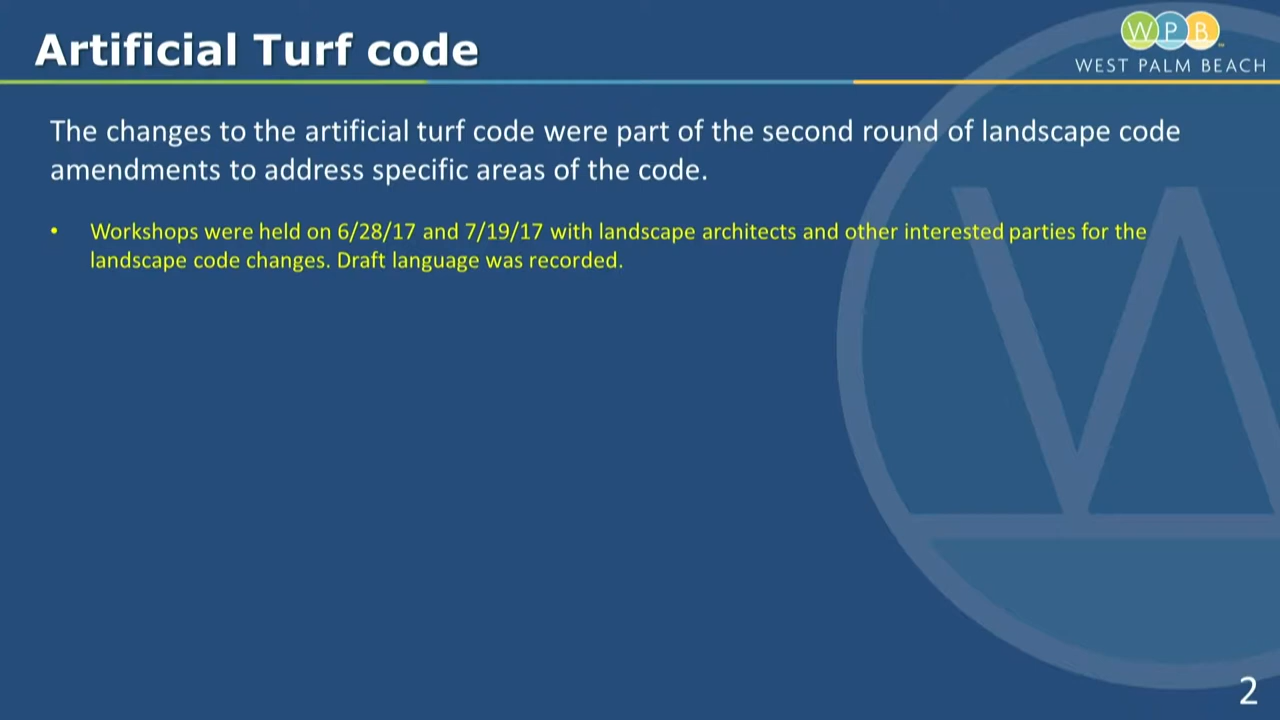 Artificial Turf code
WPB
WEST PALM BEACH
The changes to the artificial turf code were part of the second round of landscape code
amendments to address specific areas of the code.
• Workshops were held on 6/28/17 and 7/19/17 with landscape architects and other interested parties for the
landscape code changes. Draft language was recorded.
W
2